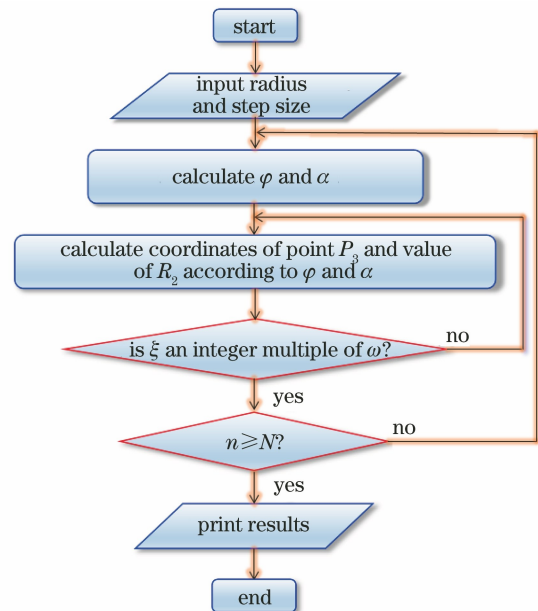 start
input radius
and step size
calculate φ and α
calculate coordinates of point P₃ and value
of R₂ according to φ and α
is ξ an integer multiple of ω?
no
yes
n⩾N?
no
yes
print results
end